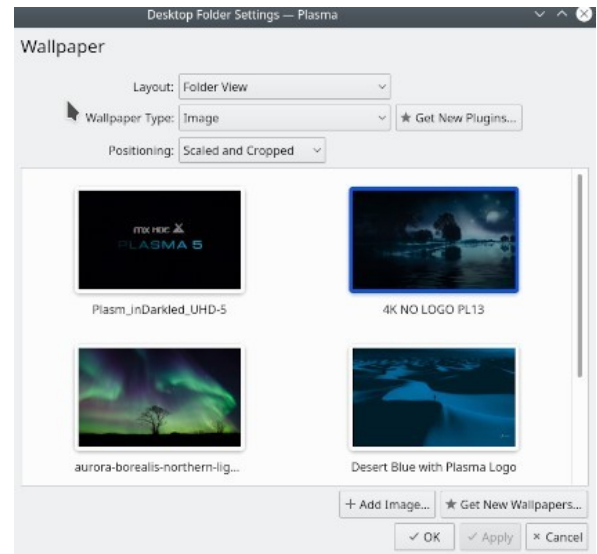 Desktop Folder Settings — Plasma
Wallpaper
Layout: Folder View
Wallpaper Type: Image ★ Get New Plugins...
Positioning: Scaled and Cropped
PLASMA 5
Plasm_inDarkled_UHD-5 4K NO LOGO PL13
aurora-borealis-northern-lig... Desert Blue with Plasma Logo
+ Add Image... ★ Get New Wallpapers...
✓ OK ✓ Apply × Cancel